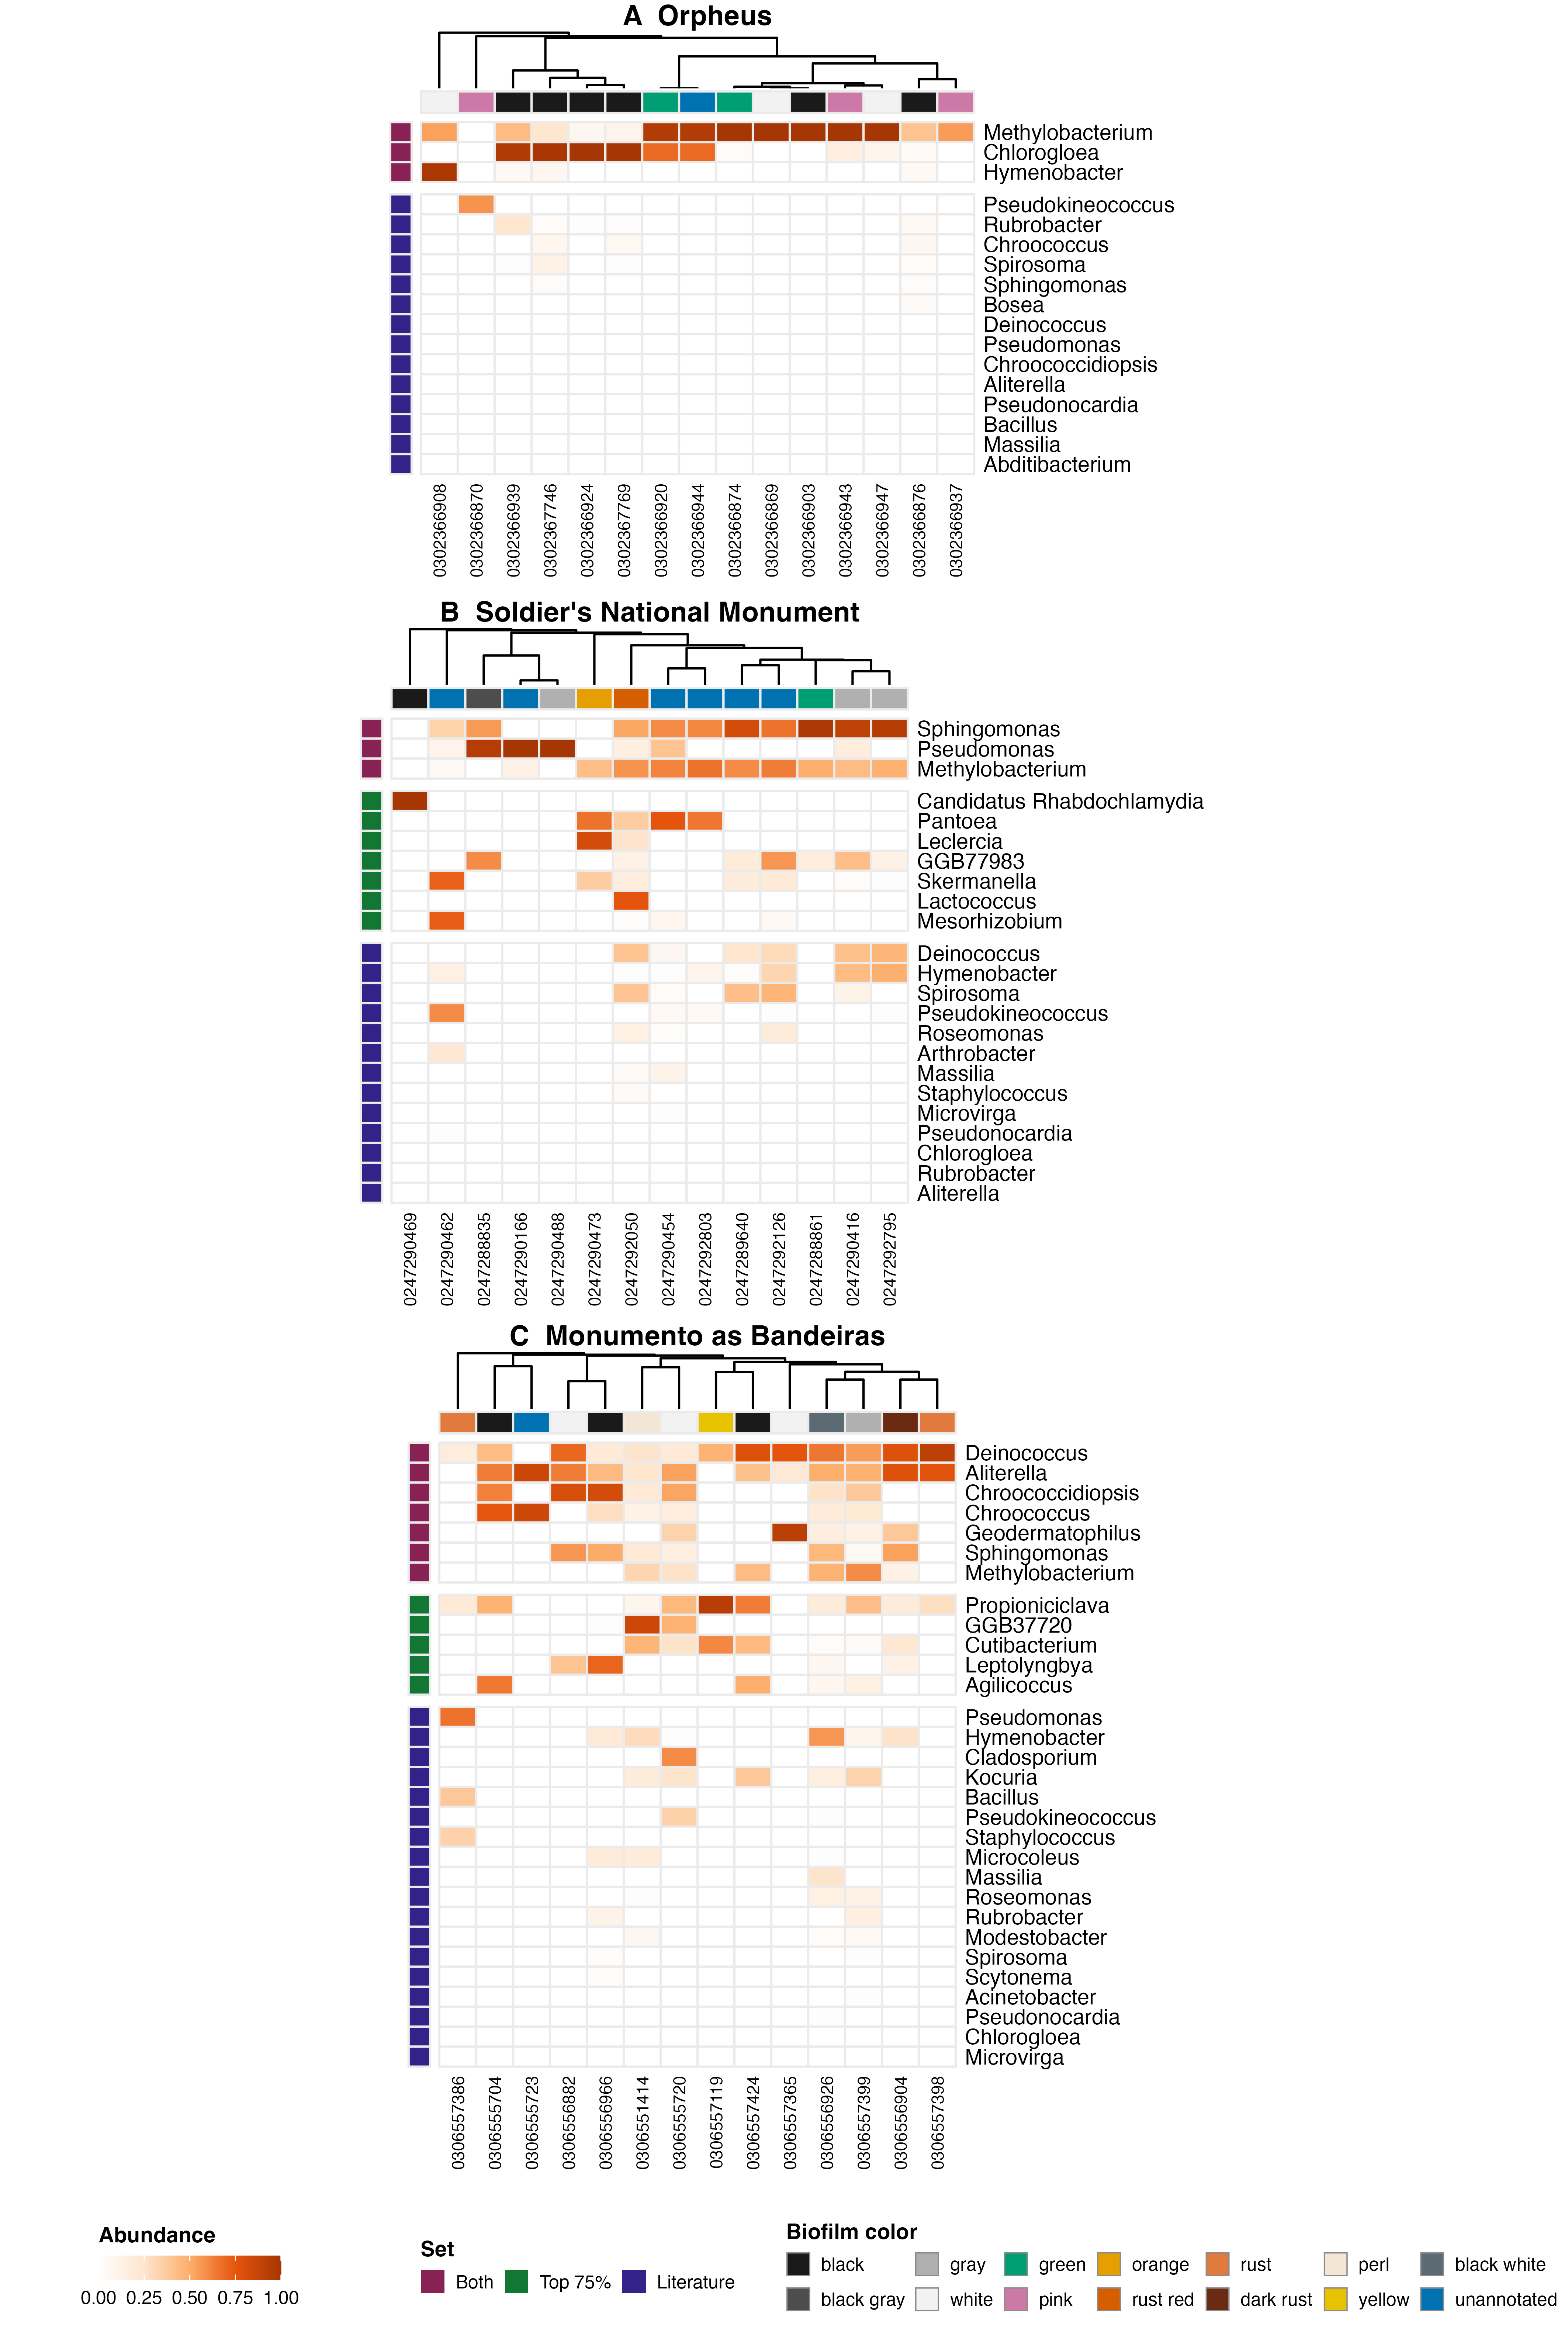 A Orpheus
Methylobacterium
Chlorogloea
Hymenobacter
Pseudokineococcus
Rubrobacter
Chroococcus
Spirosoma
Sphingomonas
Bosea
Deinococcus
Pseudomonas
Chroococcidiopsis
Aliterella
Pseudonocardia
Bacillus
Massilia
Abditibacterium
0302366908
0302366870
0302366939
0302367746
0302366924
0302367769
0302366920
0302366944
0302366874
0302366869
0302366903
0302366943
0302366947
0302366876
0302366937
B Soldier's National Monument
Sphingomonas
Pseudomonas
Methylobacterium
Candidatus Rhabdochlamydia
Pantoea
Leclercia
GGB77983
Skermanella
Lactococcus
Mesorhizobium
Deinococcus
Hymenobacter
Spirosoma
Pseudokineococcus
Roseomonas
Arthrobacter
Massilia
Staphylococcus
Microvirga
Pseudonocardia
Chlorogloea
Rubrobacter
Aliterella
0247290469
0247290462
0247288835
0247290166
0247290488
0247290473
0247292050
0247290454
0247292803
0247289640
0247292126
0247288861
0247290416
0247292795
C Monumento as Bandeiras
Deinococcus
Aliterella
Chroococcidiopsis
Chroococcus
Geodermatophilus
Sphingomonas
Methylobacterium
Propioniciclava
GGB37720
Cutibacterium
Leptolyngbya
Agilicoccus
Pseudomonas
Hymenobacter
Cladosporium
Kocuria
Bacillus
Pseudokineococcus
Staphylococcus
Microcoleus
Massilia
Roseomonas
Rubrobacter
Modestobacter
Spirosoma
Scytonema
Acinetobacter
Pseudonocardia
Chlorogloea
Microvirga
0306557386
0306555704
0306555723
0306556882
0306556966
0306551414
0306555720
0306557119
0306557424
0306557365
0306556926
0306557399
0306556904
0306557398
Abundance
0.00 0.25 0.50 0.75 1.00
Set
Both Top 75% Literature
Biofilm color
black gray green orange rust perl black white
black gray white pink rust red dark rust yellow unannotated